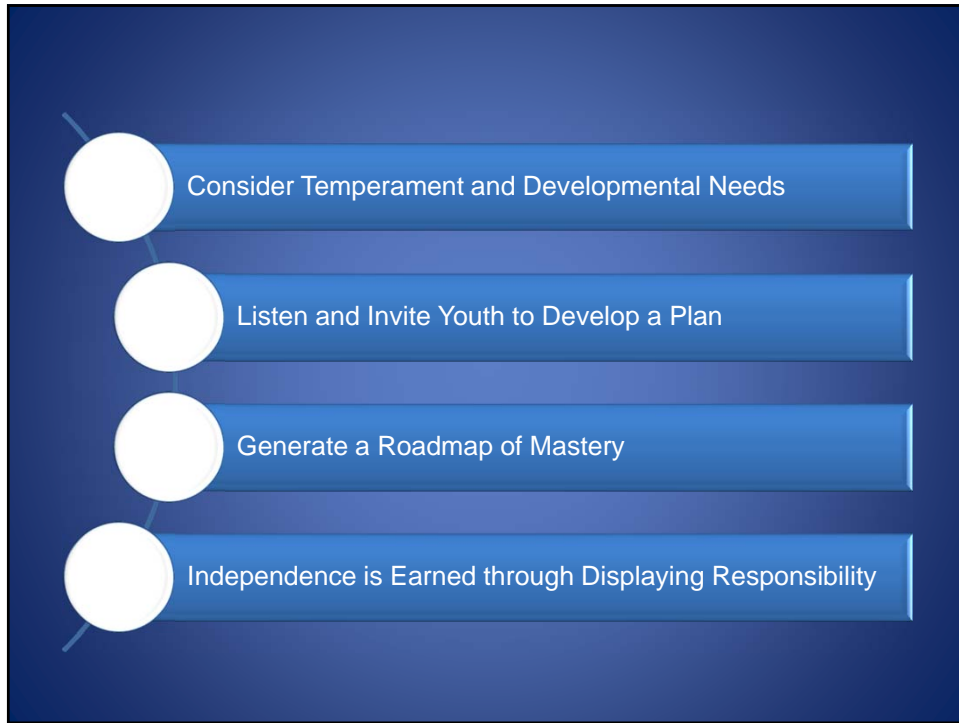 Consider Temperament and Developmental Needs
Listen and Invite Youth to Develop a Plan
Generate a Roadmap of Mastery
Independence is Earned through Displaying Responsibility